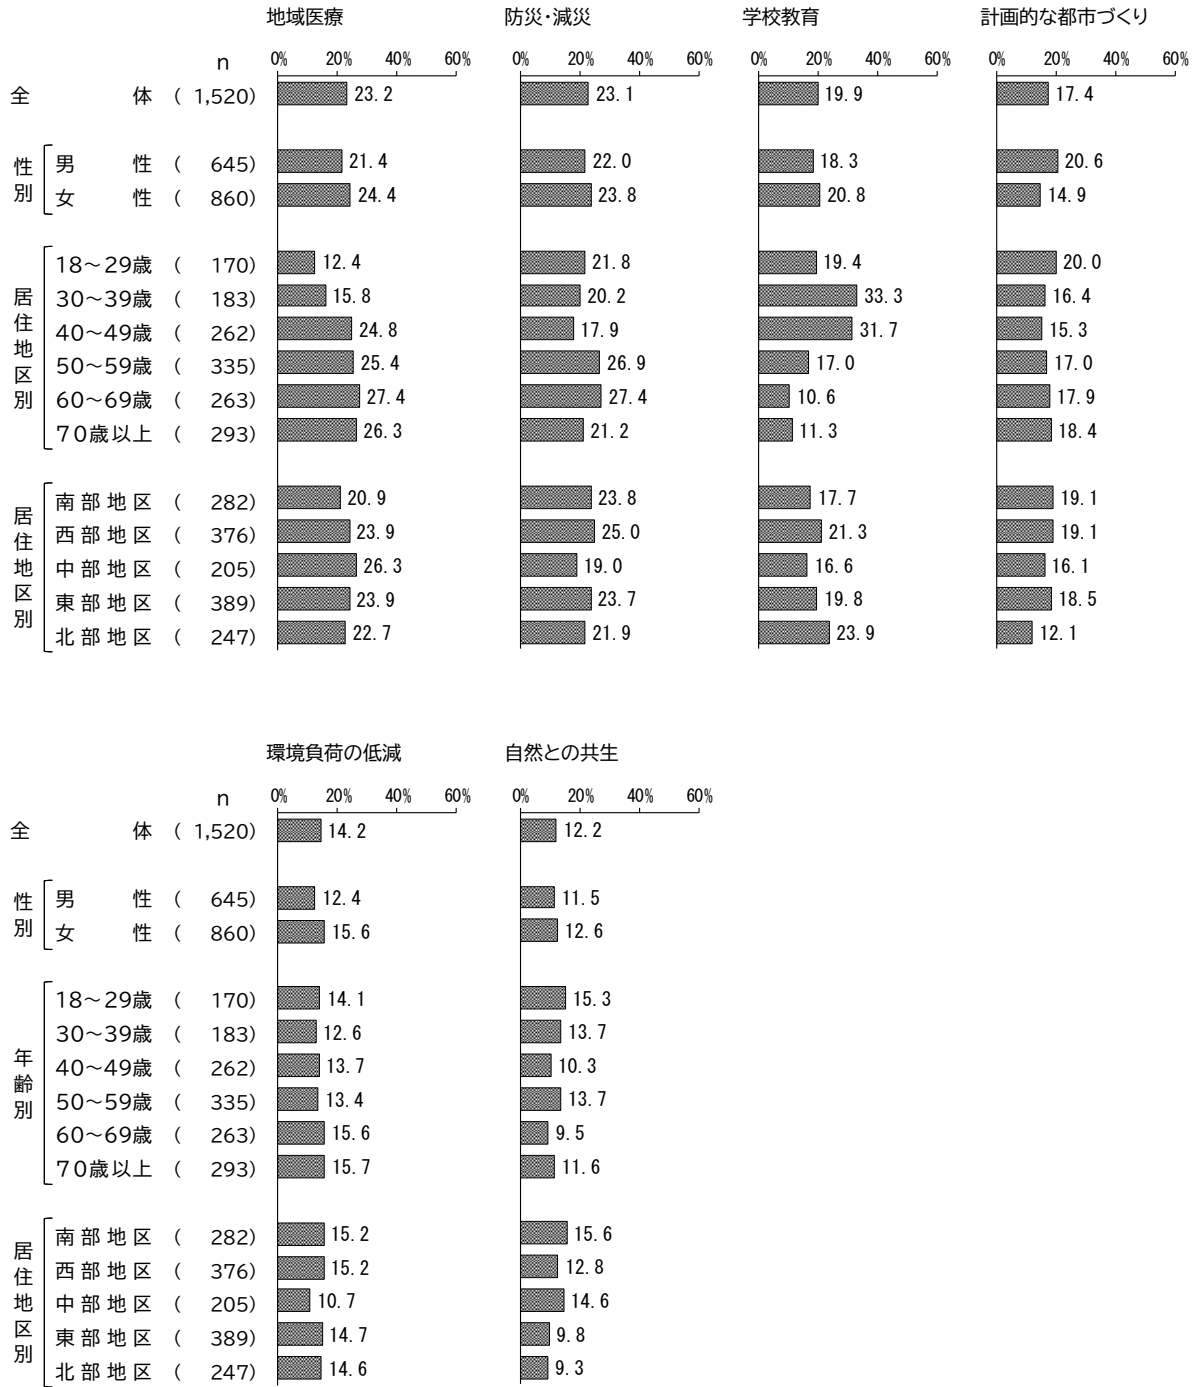 地域医療 防災・減災 学校教育 計画的な都市づくり
n 0% 20% 40% 60% 0% 20% 40% 60% 0% 20% 40% 60% 0% 20% 40% 60%
全体 (1,520) 23.2 23.1 19.9 17.4
性別
男性 (645) 21.4 22.0 18.3 20.6
女性 (860) 24.4 23.8 20.8 14.9
居住地区別
18～29歳 (170) 12.4 21.8 19.4 20.0
30～39歳 (183) 15.8 20.2 33.3 16.4
40～49歳 (262) 24.8 17.9 31.7 15.3
50～59歳 (335) 25.4 26.9 17.0 17.0
60～69歳 (263) 27.4 27.4 10.6 17.9
70歳以上 (293) 26.3 21.2 11.3 18.4
居住地区別
南部地区 (282) 20.9 23.8 17.7 19.1
西部地区 (376) 23.9 25.0 21.3 19.1
中部地区 (205) 26.3 19.0 16.6 16.1
東部地区 (389) 23.9 23.7 19.8 18.5
北部地区 (247) 22.7 21.9 23.9 12.1
環境負荷の低減 自然との共生
n 0% 20% 40% 60% 0% 20% 40% 60%
全体 (1,520) 14.2 12.2
性別
男性 (645) 12.4 11.5
女性 (860) 15.6 12.6
年齢別
18～29歳 (170) 14.1 15.3
30～39歳 (183) 12.6 13.7
40～49歳 (262) 13.7 10.3
50～59歳 (335) 13.4 13.7
60～69歳 (263) 15.6 9.5
70歳以上 (293) 15.7 11.6
居住地区別
南部地区 (282) 15.2 15.6
西部地区 (376) 15.2 12.8
中部地区 (205) 10.7 14.6
東部地区 (389) 14.7 9.8
北部地区 (247) 14.6 9.3